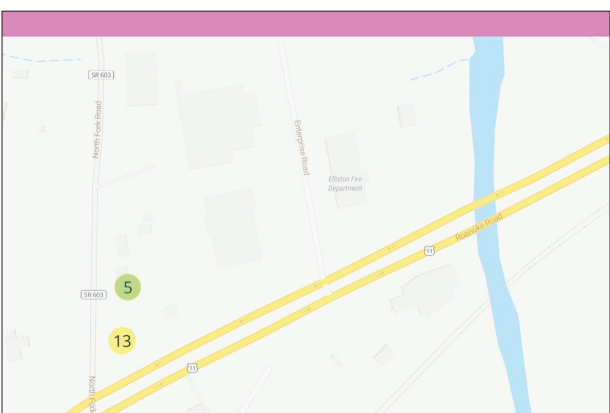 SR 603
North Fork Road
Enterprise Road
Elliston Fire
Department
Roanoke Road
11
5
SR 603
13
11
North Fork